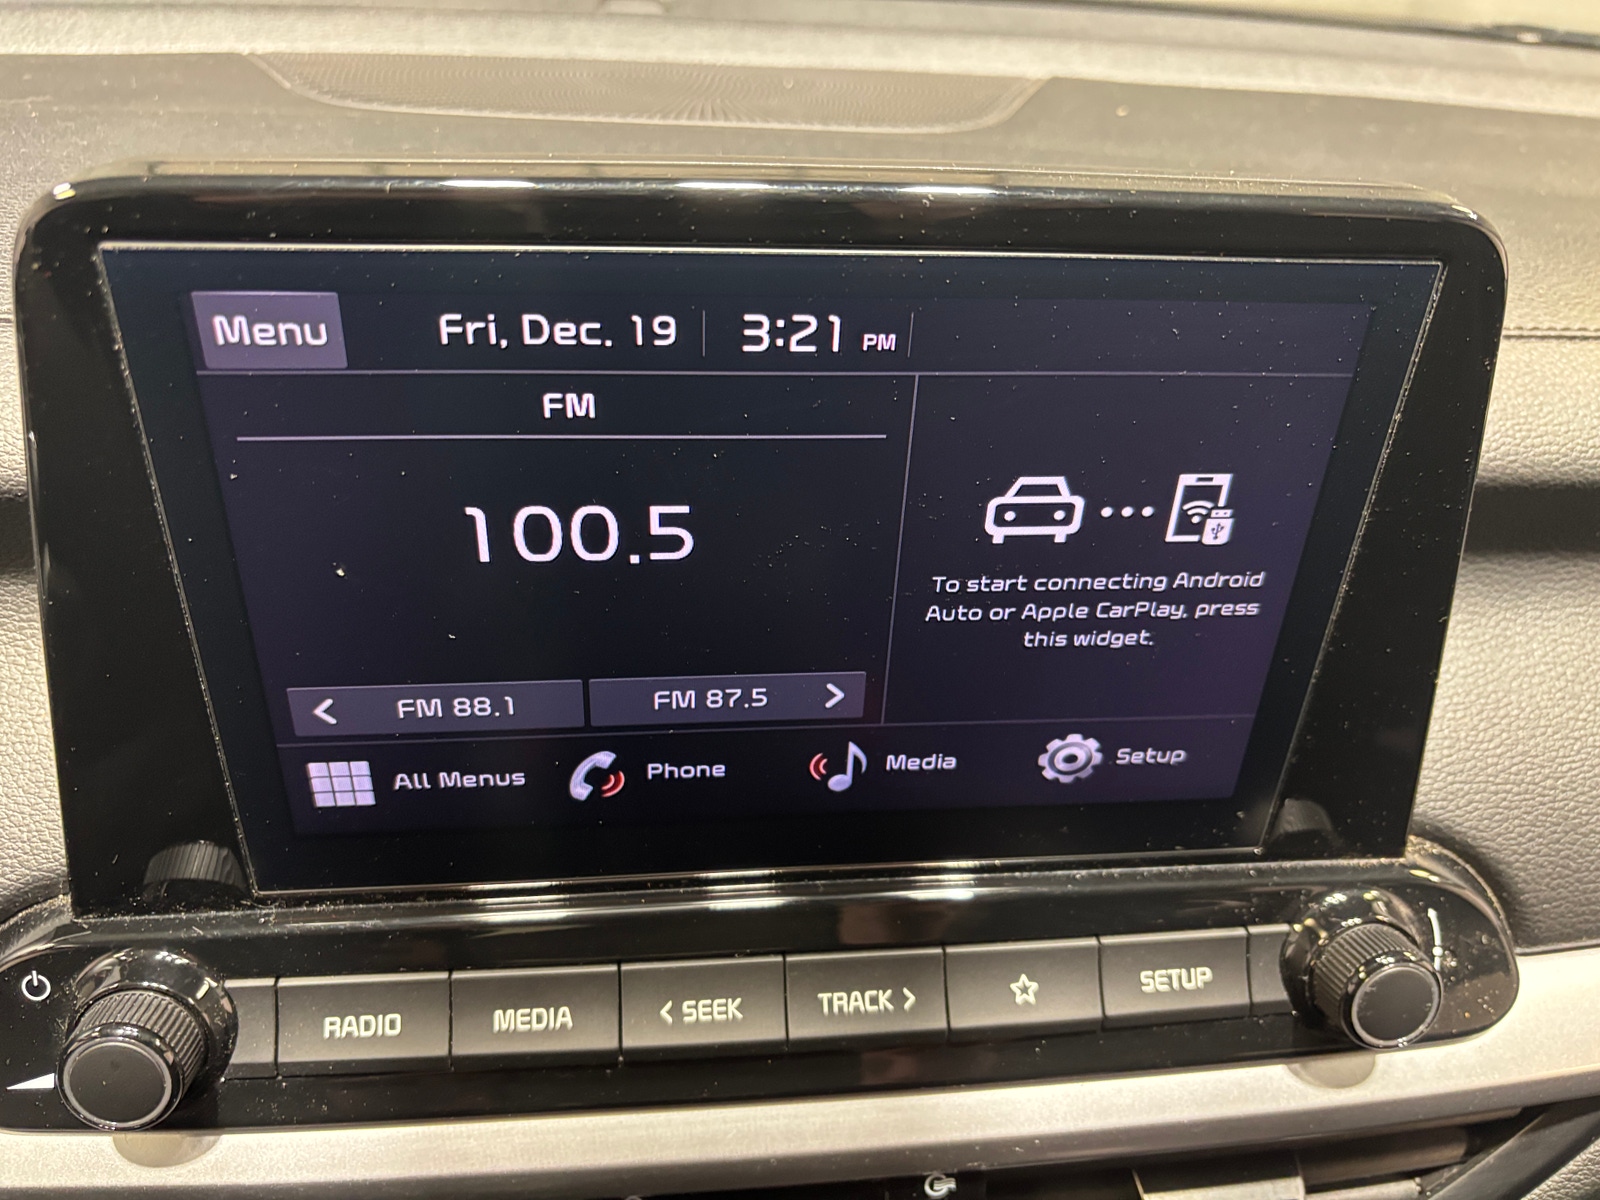 Menu
Fri, Dec. 19
3:21 PM
FM
100.5
To start connecting Android
Auto or Apple CarPlay, press
this widget.
< FM 88.1
FM 87.5 >
All Menus
Phone
Media
Setup
RADIO
MEDIA
< SEEK
TRACK >
SETUP